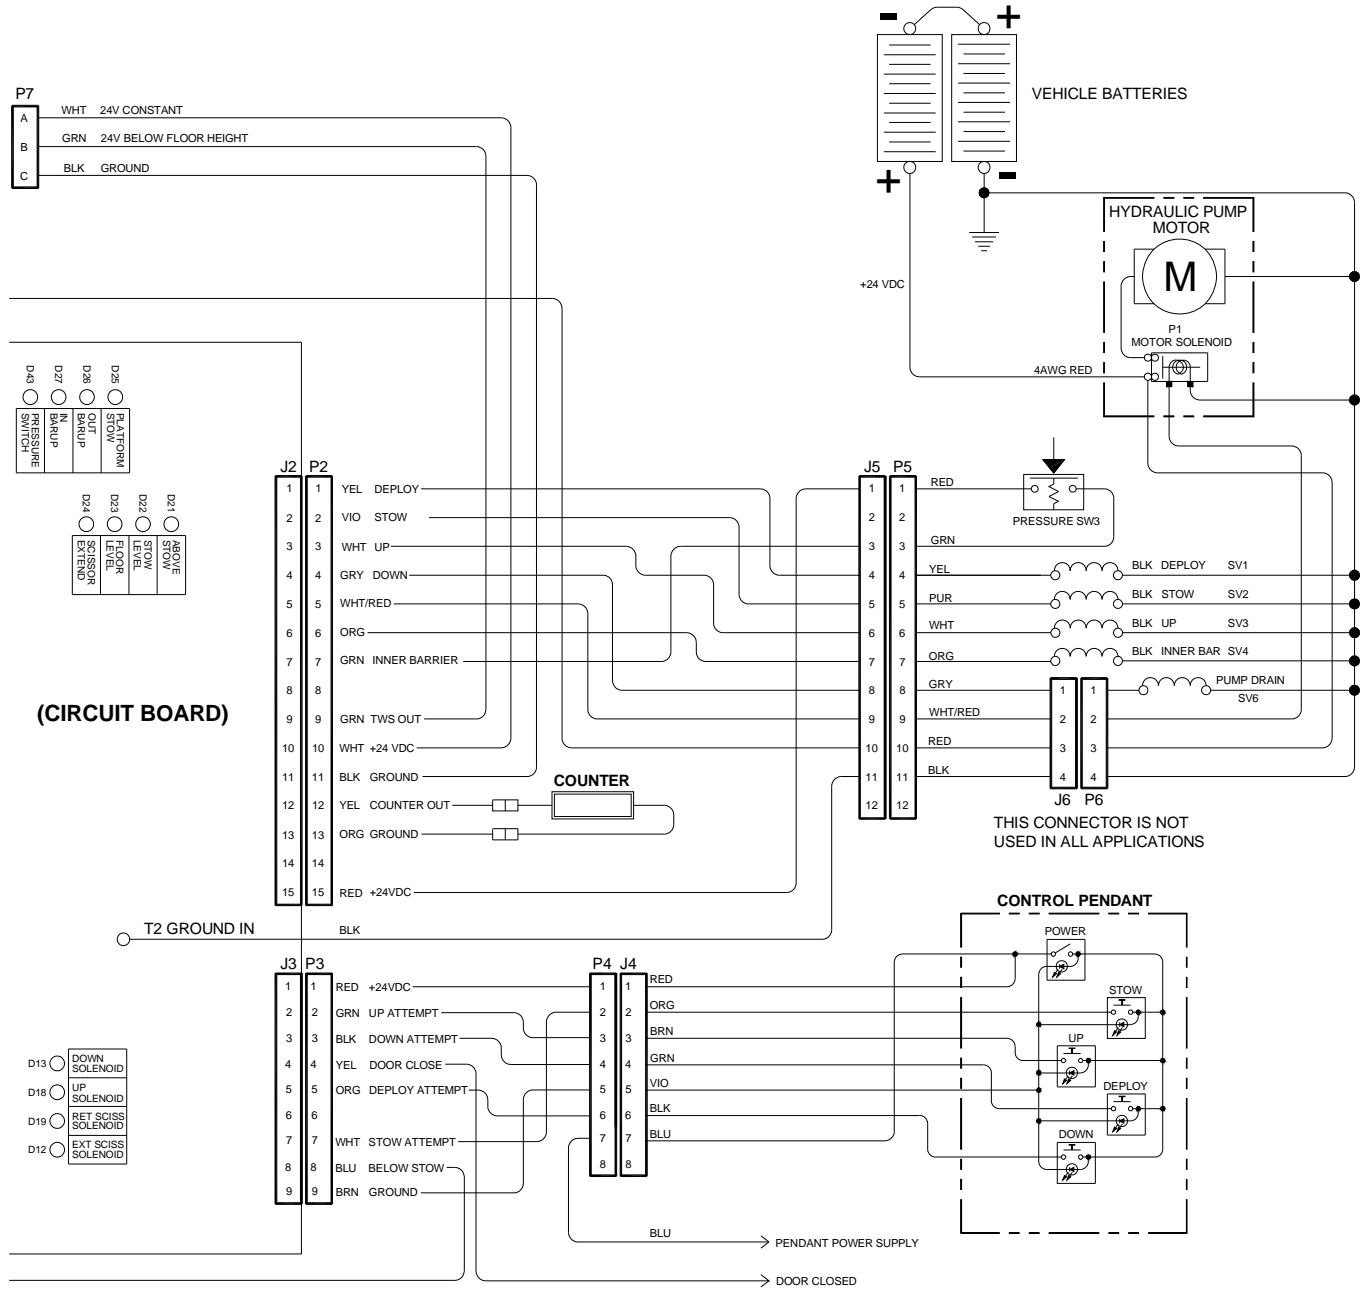 - +
VEHICLE BATTERIES
+ -
P7
A WHT 24V CONSTANT
B GRN 24V BELOW FLOOR HEIGHT
C BLK GROUND
HYDRAULIC PUMP
MOTOR
M
+24 VDC
P1
MOTOR SOLENOID
4AWG RED
D43 D27 D26 D25
PRESSURE
SWITCH
IN
BARUP
OUT
BARUP
PLATFORM
STOW
D24 D23 D22 D21
SCISSOR
EXTEND
FLOOR
LEVEL
STOW
LEVEL
ABOVE
STOW
(CIRCUIT BOARD)
J2 P2
1 1 YEL DEPLOY
2 2 VIO STOW
3 3 WHT UP
4 4 GRY DOWN
5 5 WHT/RED
6 6 ORG
7 7 GRN INNER BARRIER
8 8
9 9 GRN TWS OUT
10 10 WHT +24 VDC
11 11 BLK GROUND
12 12 YEL COUNTER OUT
13 13 ORG GROUND
14 14
15 15 RED +24VDC
COUNTER
J5 P5
1 1 RED
2 2
3 3 GRN
4 4 YEL
5 5 PUR
6 6 WHT
7 7 ORG
8 8 GRY
9 9 WHT/RED
10 10 RED
11 11 BLK
12 12
PRESSURE SW3
BLK DEPLOY SV1
BLK STOW SV2
BLK UP SV3
BLK INNER BAR SV4
PUMP DRAIN
SV6
1 1
2 2
3 3
4 4
J6 P6
THIS CONNECTOR IS NOT
USED IN ALL APPLICATIONS
T2 GROUND IN BLK
J3 P3
1 1 RED +24VDC
2 2 GRN UP ATTEMPT
3 3 BLK DOWN ATTEMPT
4 4 YEL DOOR CLOSE
5 5 ORG DEPLOY ATTEMPT
6 6
7 7 WHT STOW ATTEMPT
8 8 BLU BELOW STOW
9 9 BRN GROUND
P4 J4
1 1 RED
2 2 ORG
3 3 BRN
4 4 GRN
5 5 VIO
6 6 BLK
7 7 BLU
8 8
CONTROL PENDANT
POWER
STOW
UP
DEPLOY
DOWN
D13 DOWN
SOLENOID
D18 UP
SOLENOID
D19 RET SCISS
SOLENOID
D12 EXT SCISS
SOLENOID
BLU PENDANT POWER SUPPLY
DOOR CLOSED